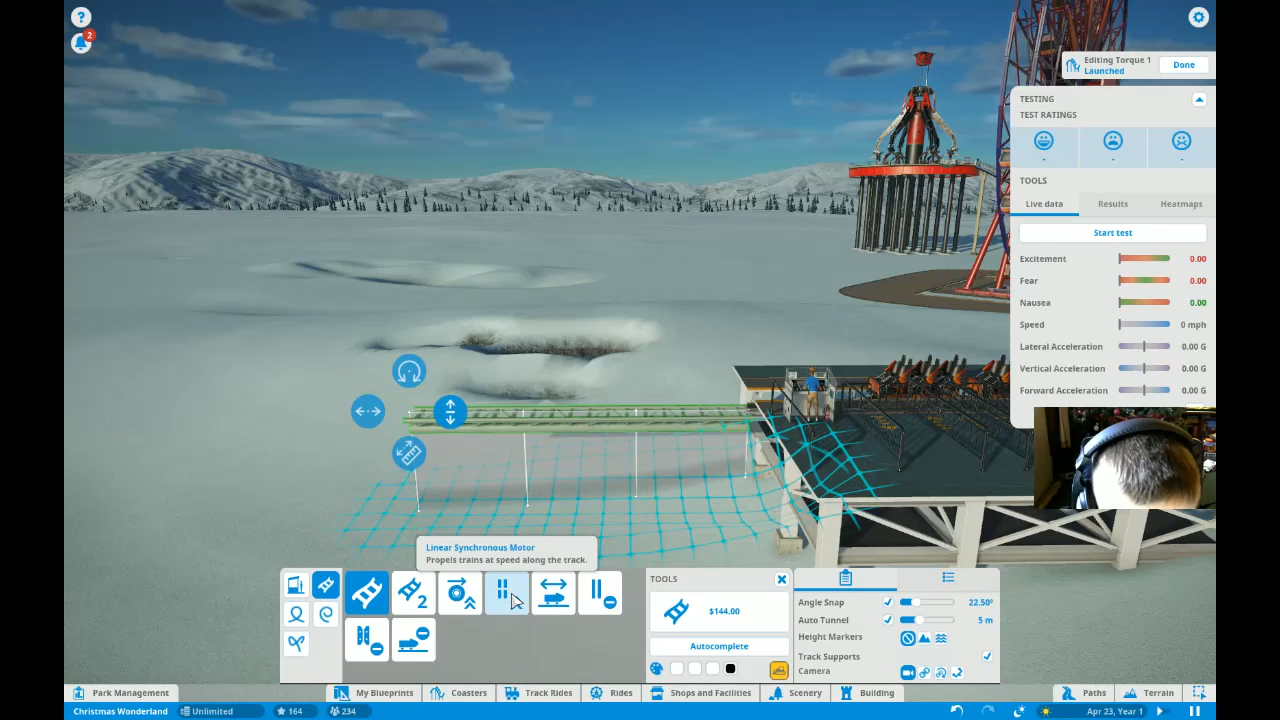 ?
2
Editing Torque 1
Launched
Done
TESTING
TEST RATINGS
- - -
TOOLS
Live data Results Heatmaps
Start test
Excitement 0.00
Fear 0.00
Nausea 0.00
Speed 0 mph
Lateral Acceleration 0.00 G
Vertical Acceleration 0.00 G
Forward Acceleration 0.00 G
Linear Synchronous Motor
Propels trains at speed along the track.
2
TOOLS
$144.00
Autocomplete
Angle Snap 22.50°
Auto Tunnel 5 m
Height Markers
Track Supports
Camera
Park Management My Blueprints Coasters Track Rides Rides Shops and Facilities Scenery Building Paths Terrain
Christmas Wonderland Unlimited 164 234 Apr 23, Year 1